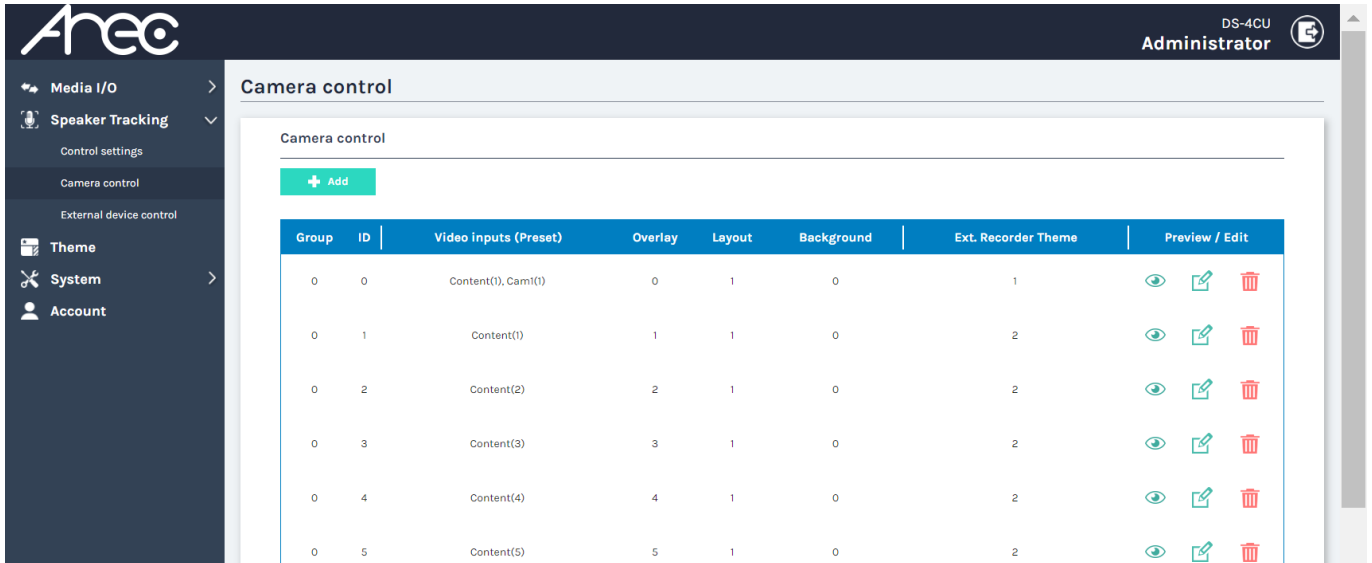 Arec
DS-4CU
Administrator
Media I/O
Speaker Tracking
Control settings
Camera control
External device control
Theme
System
Account
Camera control
Camera control
Add
Group ID Video inputs (Preset) Overlay Layout Background Ext. Recorder Theme Preview / Edit
0 0 Content(1), Cam1(1) 0 1 0 1
0 1 Content(1) 1 1 0 2
0 2 Content(2) 2 1 0 2
0 3 Content(3) 3 1 0 2
0 4 Content(4) 4 1 0 2
0 5 Content(5) 5 1 0 2